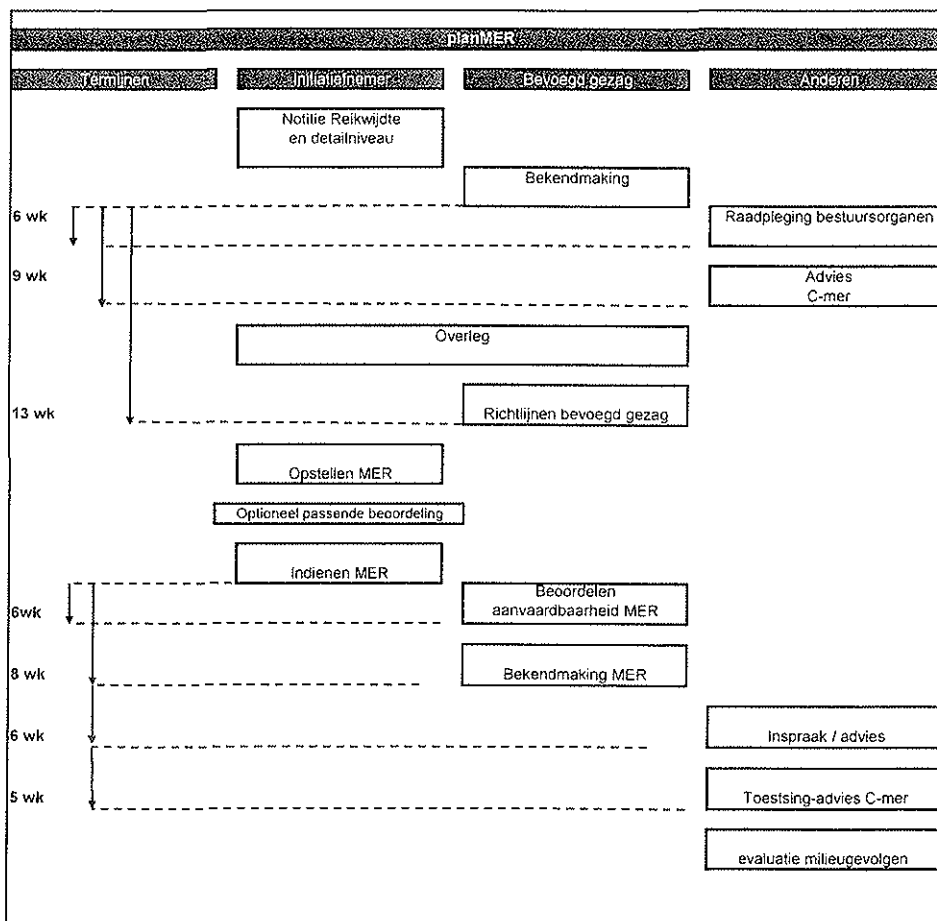 planMER
Termijnen Initiatiefnemer Bevoegd gezag Anderen
Notitie Reikwijdte
en detailniveau
Bekendmaking
6 wk
Raadpleging bestuursorganen
9 wk
Advies
C-mer
Overleg
13 wk
Richtlijnen bevoegd gezag
Opstellen MER
Optioneel passende beoordeling
Indienen MER
6wk
Beoordelen
aanvaardbaarheid MER
8 wk
Bekendmaking MER
6 wk
Inspraak / advies
5 wk
Toestsing-advies C-mer
evaluatie milieugevolgen